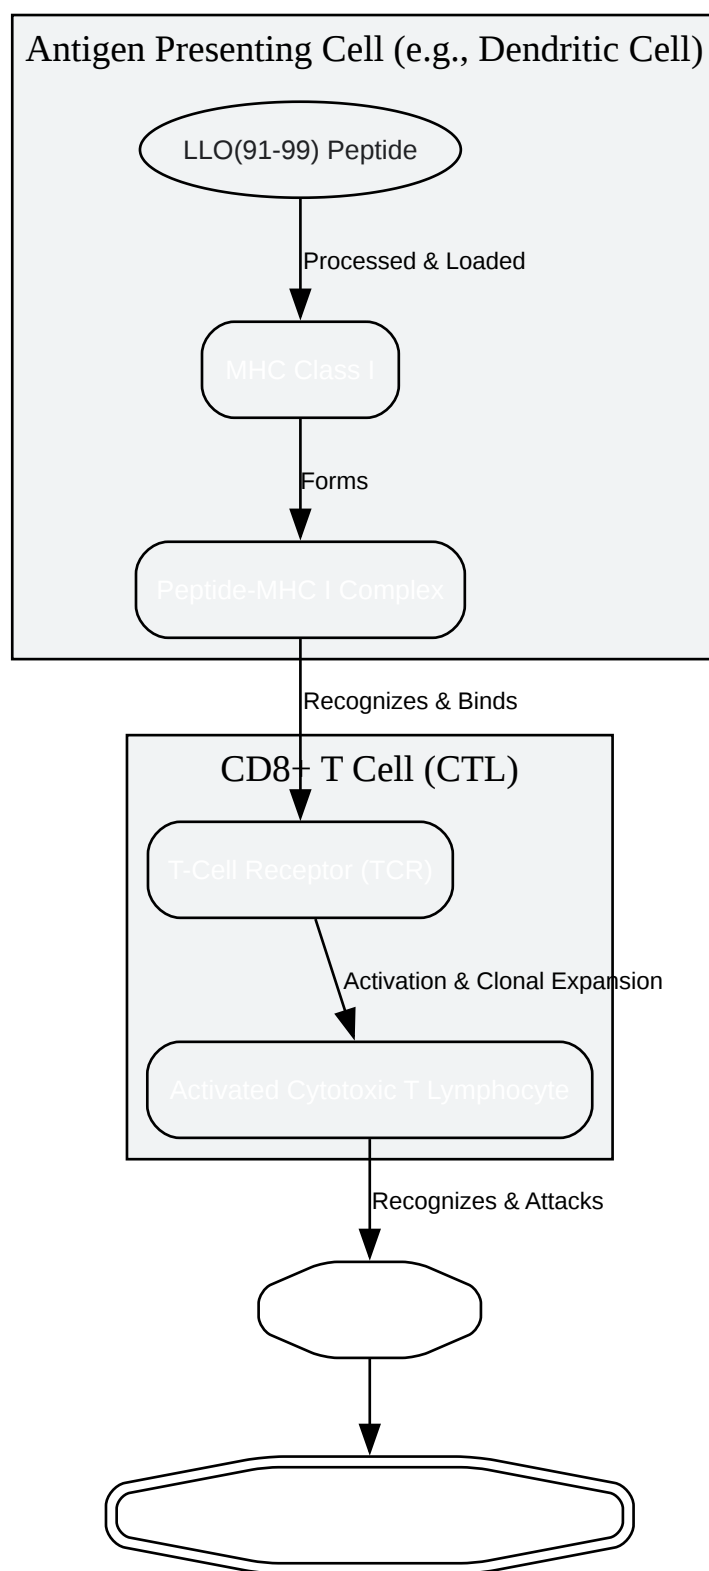 Antigen Presenting Cell (e.g., Dendritic Cell)
LLO(91-99) Peptide
Processed & Loaded
MHC Class I
Forms
Peptide-MHC I Complex
Recognizes & Binds
CD8+ T Cell (CTL)
T-Cell Receptor (TCR)
Activation & Clonal Expansion
Activated Cytotoxic T Lymphocyte
Recognizes & Attacks